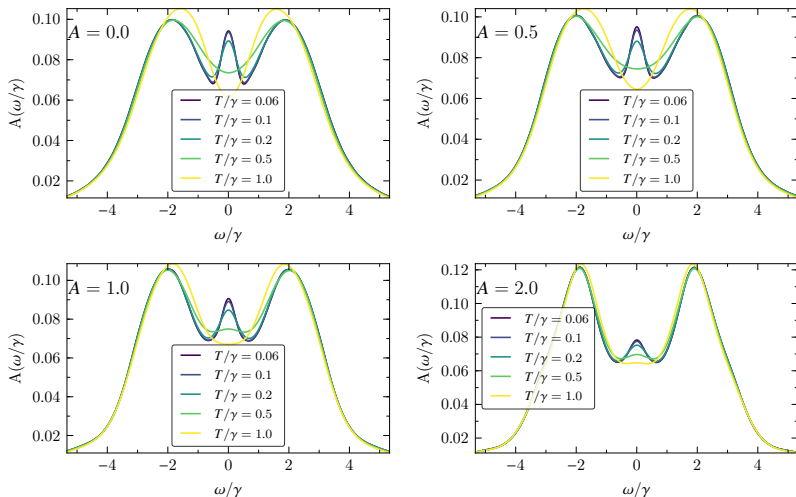 A = 0.0
A(ω/γ)
0.10
0.08
0.06
0.04
0.02
T/γ = 0.06
T/γ = 0.1
T/γ = 0.2
T/γ = 0.5
T/γ = 1.0
−4 −2 0 2 4
ω/γ
A = 0.5
A(ω/γ)
0.10
0.08
0.06
0.04
0.02
T/γ = 0.06
T/γ = 0.1
T/γ = 0.2
T/γ = 0.5
T/γ = 1.0
−4 −2 0 2 4
ω/γ
A = 1.0
A(ω/γ)
0.10
0.08
0.06
0.04
0.02
T/γ = 0.06
T/γ = 0.1
T/γ = 0.2
T/γ = 0.5
T/γ = 1.0
−4 −2 0 2 4
ω/γ
A = 2.0
A(ω/γ)
0.12
0.10
0.08
0.06
0.04
0.02
T/γ = 0.06
T/γ = 0.1
T/γ = 0.2
T/γ = 0.5
T/γ = 1.0
−4 −2 0 2 4
ω/γ